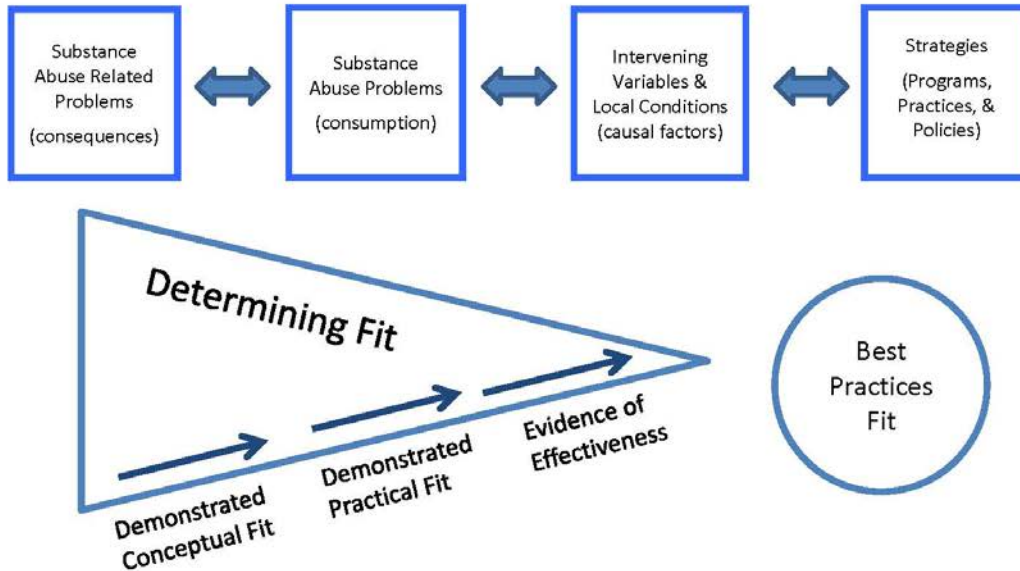 Substance
Abuse Related
Problems
(consequences)
Substance
Abuse Problems
(consumption)
Intervening
Variables &
Local Conditions
(causal factors)
Strategies
(Programs,
Practices, &
Policies)
Determining Fit
Demonstrated
Conceptual Fit
Demonstrated
Practical Fit
Evidence of
Effectiveness
Best
Practices
Fit